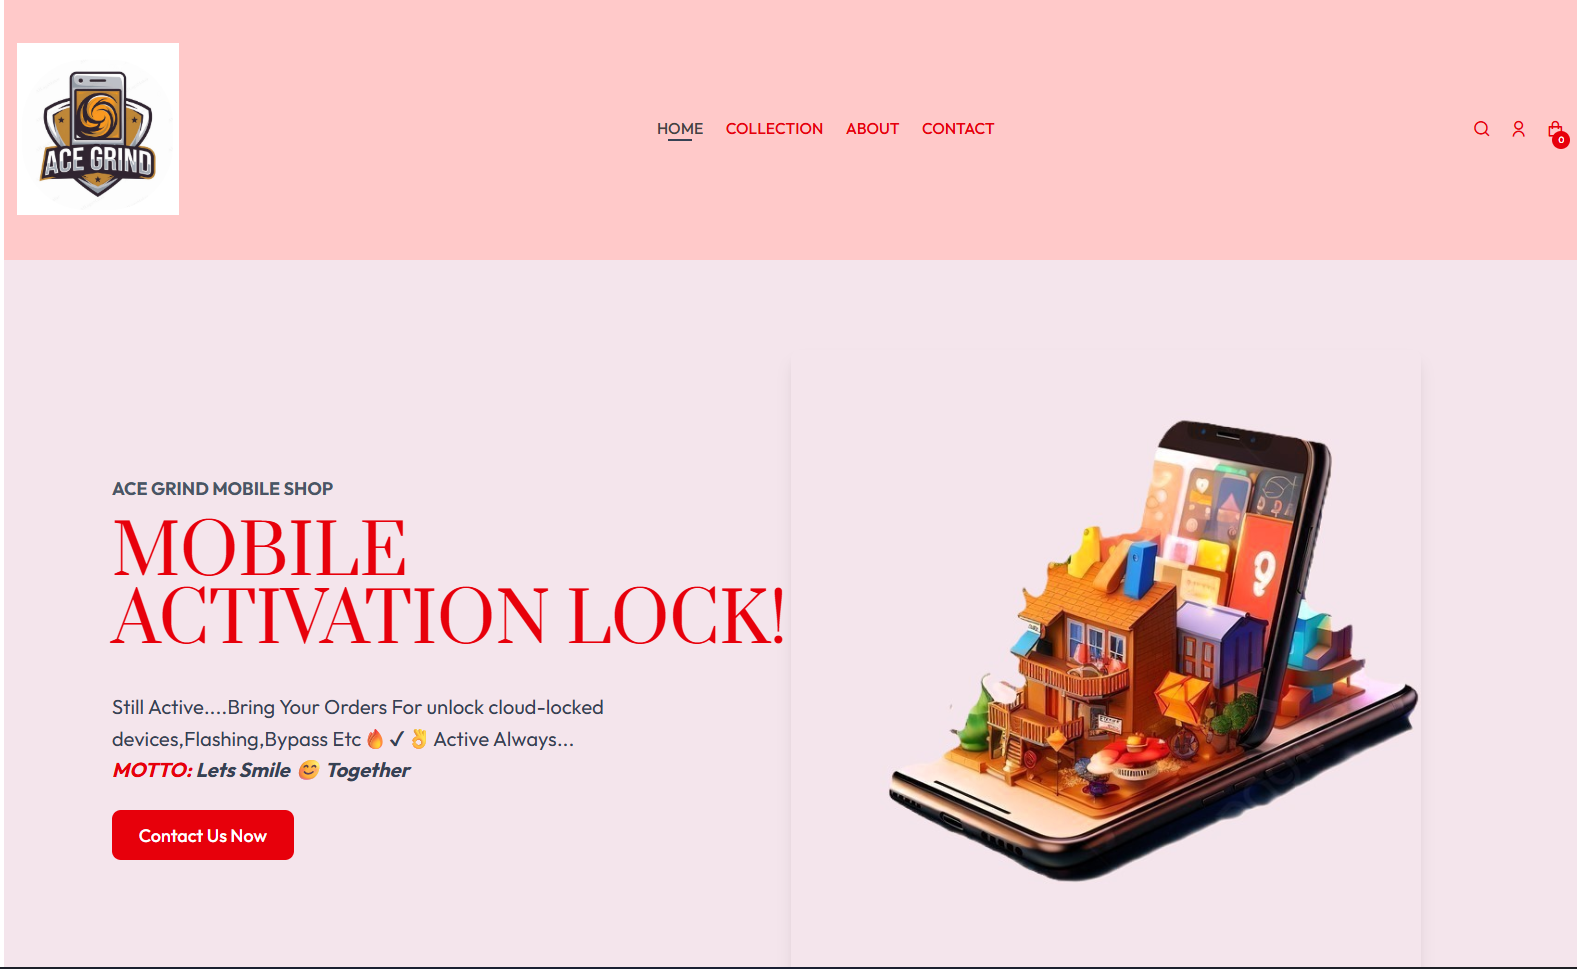 ACE GRIND
HOME COLLECTION ABOUT CONTACT
0
ACE GRIND MOBILE SHOP
MOBILE
ACTIVATION LOCK!
Still Active....Bring Your Orders For unlock cloud-locked
devices,Flashing,Bypass Etc 🔥 ✔ 👌 Active Always...
MOTTO: Lets Smile 😊 Together
Contact Us Now
9